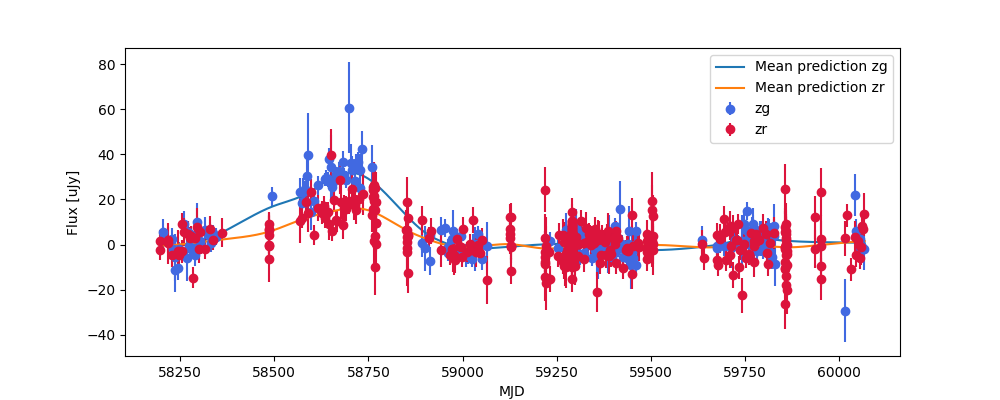 80
60
40
20
0
−20
−40
Flux [uJy]
58250
58500
58750
59000
59250
59500
59750
60000
MJD
Mean prediction zg
Mean prediction zr
zg
zr